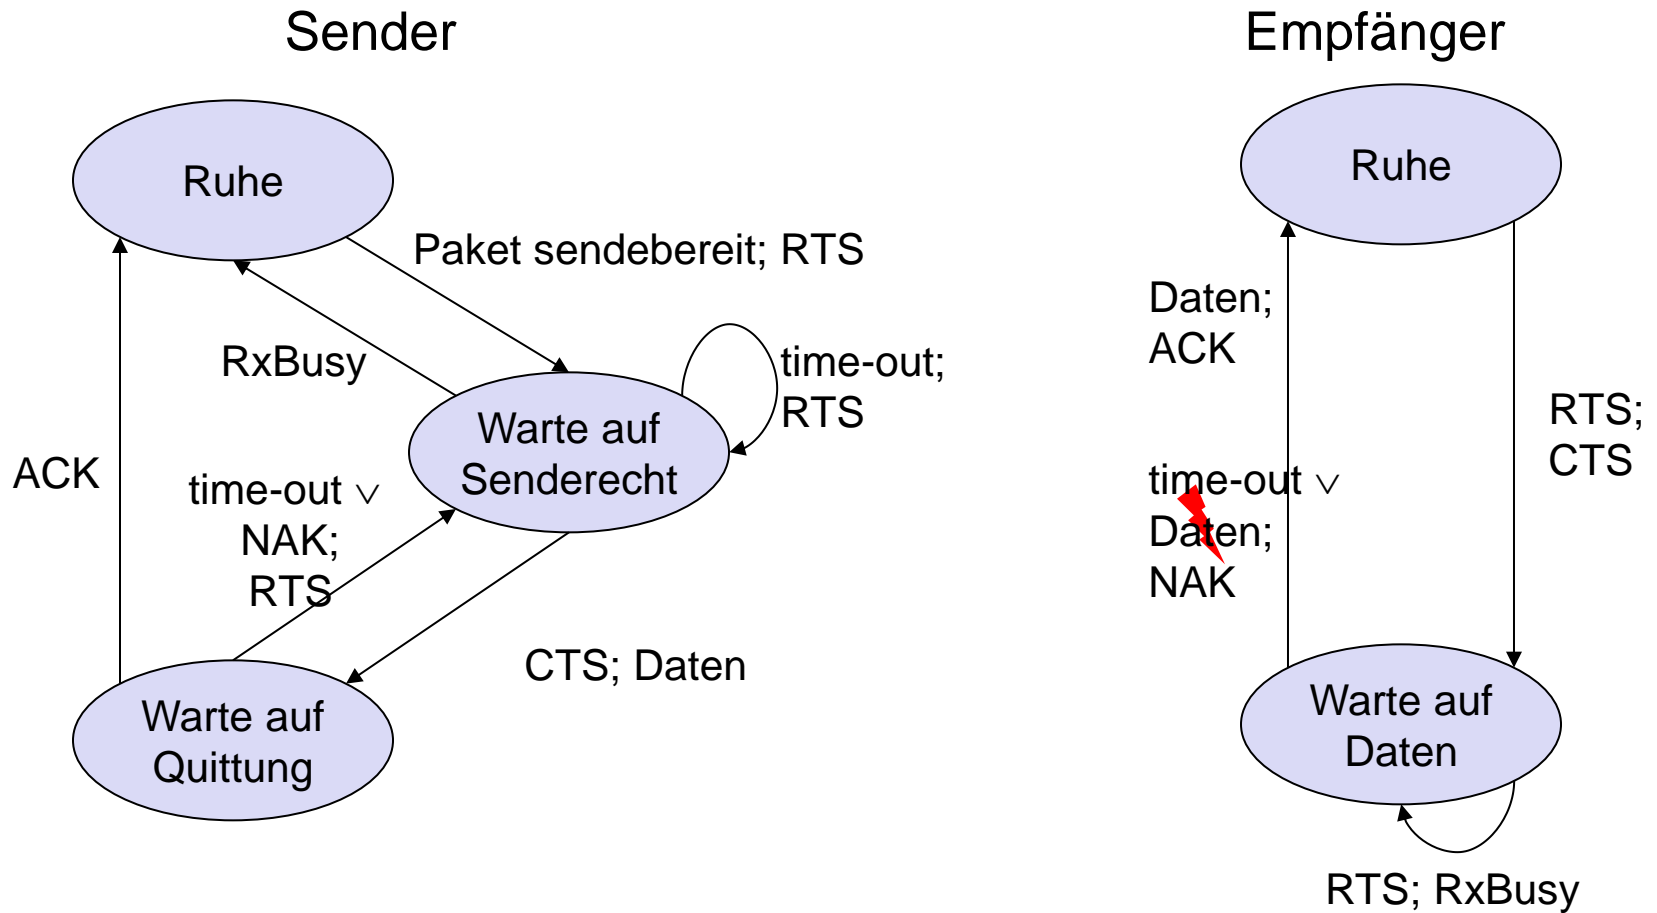 Sender
Ruhe
Paket sendebereit; RTS
RxBusy
time-out;
RTS
Warte auf
Senderecht
ACK
time-out ∨
NAK;
RTS
CTS; Daten
Warte auf
Quittung
Empfänger
Ruhe
Daten;
ACK
RTS;
CTS
time-out ∨
Daten;
NAK
Warte auf
Daten
RTS; RxBusy